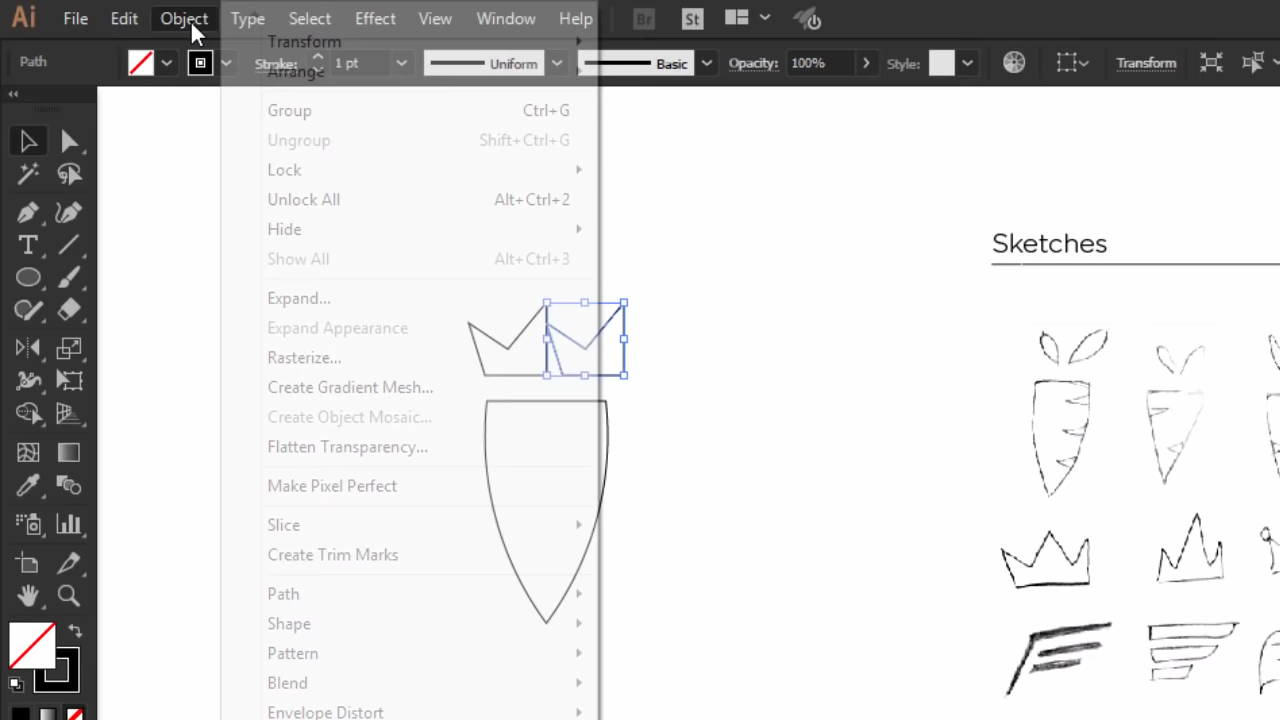 Ai File Edit Object Type Select Effect View Window Help Br St
Path Stroke: 1 pt Uniform Basic Opacity: 100% Style: Transform
Transform
Arrange
Group Ctrl+G
Ungroup Shift+Ctrl+G
Lock
Unlock All Alt+Ctrl+2
Hide
Show All Alt+Ctrl+3
Expand...
Expand Appearance
Rasterize...
Create Gradient Mesh...
Create Object Mosaic...
Flatten Transparency...
Make Pixel Perfect
Slice
Create Trim Marks
Path
Shape
Pattern
Blend
Envelope Distort
Sketches